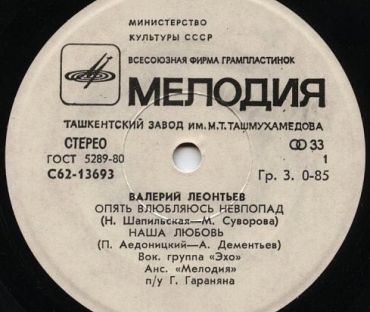 МИНИСТЕРСТВО
КУЛЬТУРЫ СССР
ВСЕСОЮЗНАЯ ФИРМА ГРАМПЛАСТИНОК
МЕЛОДИЯ
ТАШКЕНТСКИЙ ЗАВОД ИМ. М.Т. ТАШМУХАМЕДОВА
СТЕРЕО 33
ГОСТ 5289-80 1
С62-13693 Гр. 3. 0-85
ВАЛЕРИЙ ЛЕОНТЬЕВ
ОПЯТЬ ВЛЮБЛЯЮСЬ НЕВПОПАД
(Н. Шапильская—М. Суворова)
НАША ЛЮБОВЬ
(П. Аедоницкий—А. Дементьев)
Вок. группа «Эхо»
Анс. «Мелодия»
п/у Г. Гараняна